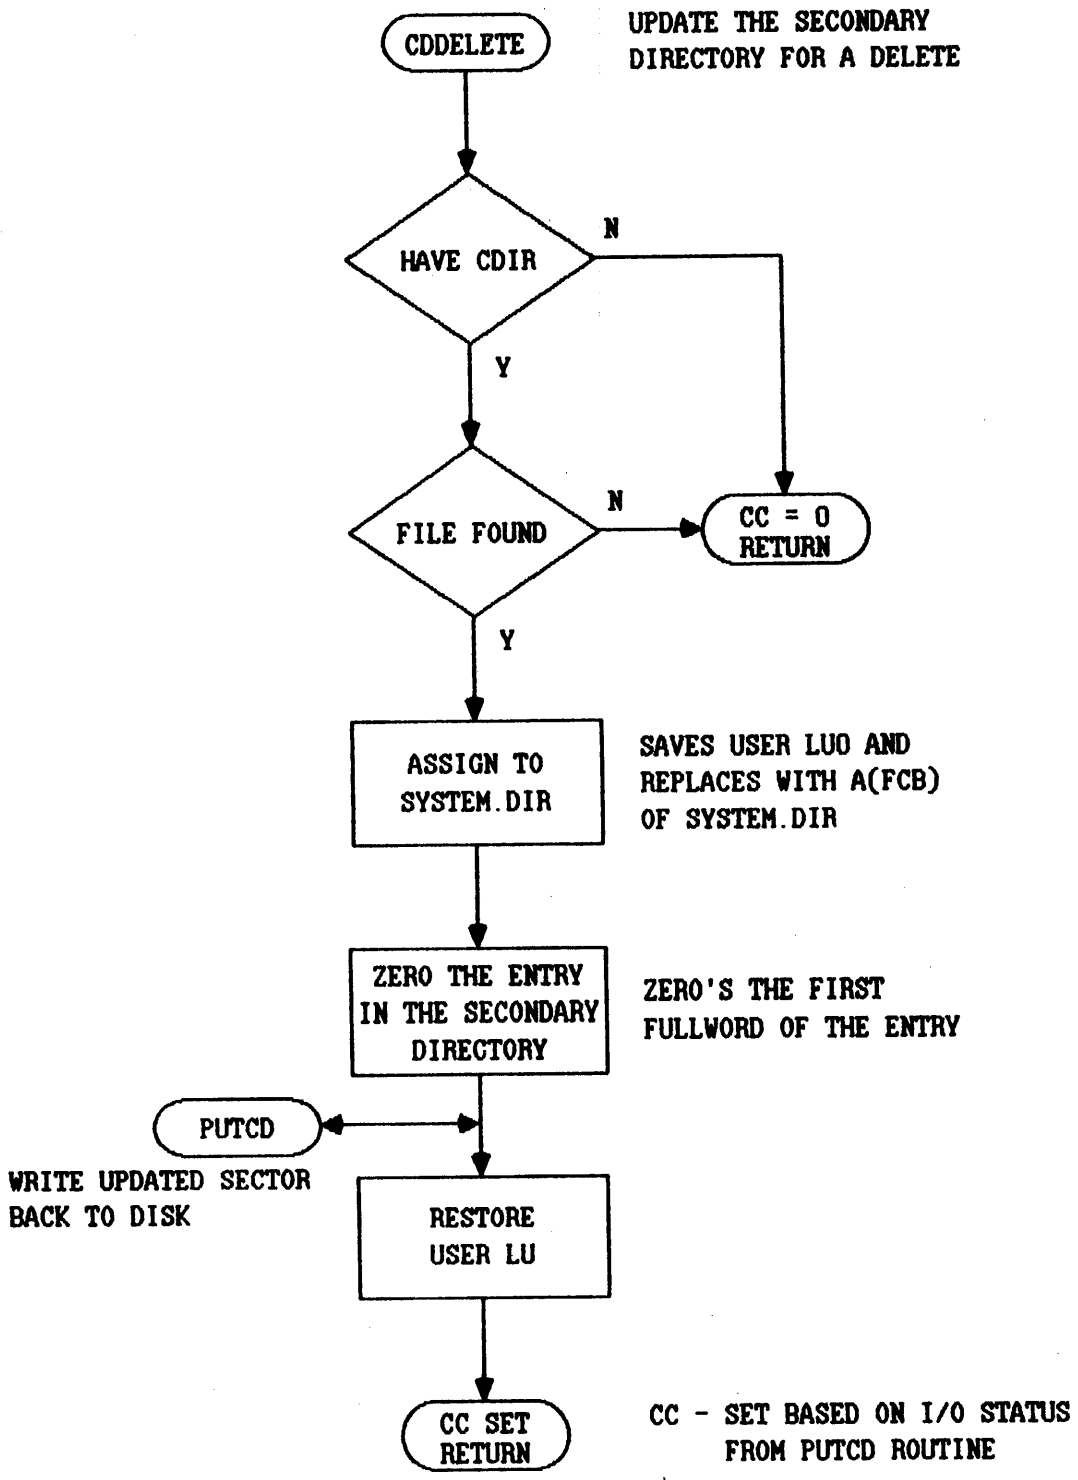 CDDELETE
UPDATE THE SECONDARY
DIRECTORY FOR A DELETE
HAVE CDIR
N
Y
FILE FOUND
N
CC = 0
RETURN
Y
ASSIGN TO
SYSTEM.DIR
SAVES USER LU0 AND
REPLACES WITH A(FCB)
OF SYSTEM.DIR
ZERO THE ENTRY
IN THE SECONDARY
DIRECTORY
ZERO'S THE FIRST
FULLWORD OF THE ENTRY
PUTCD
WRITE UPDATED SECTOR
BACK TO DISK
RESTORE
USER LU
CC SET
RETURN
CC - SET BASED ON I/O STATUS
FROM PUTCD ROUTINE